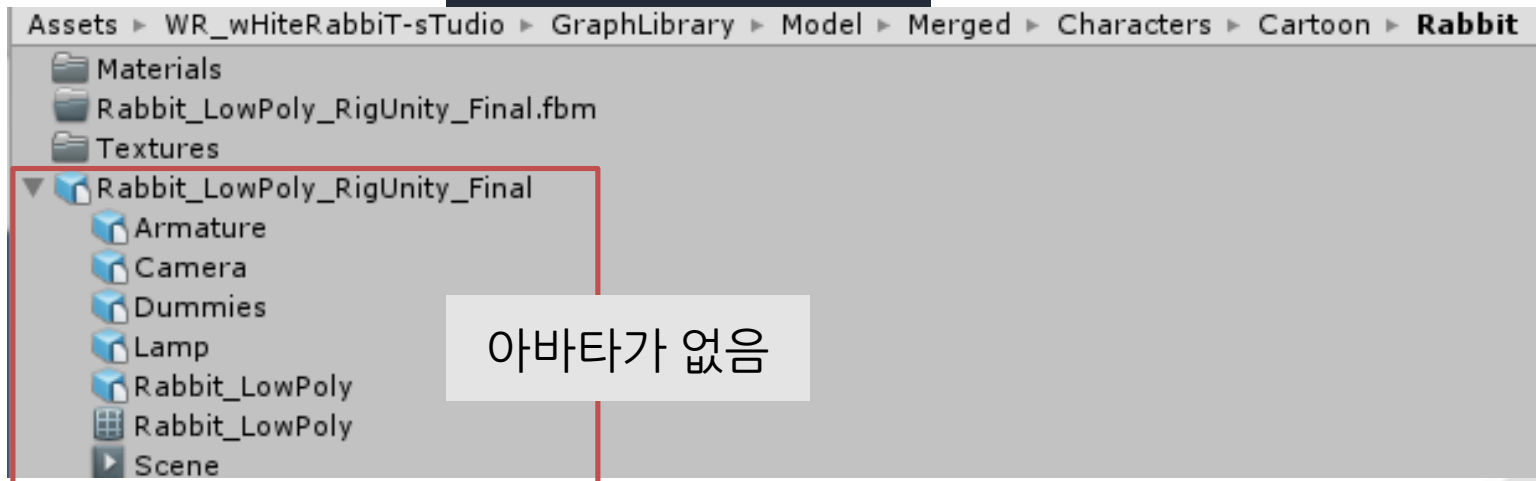 Assets ▸ WR_wHiteRabbiT-sTudio ▸ GraphLibrary ▸ Model ▸ Merged ▸ Characters ▸ Cartoon ▸ Rabbit
Materials
Rabbit_LowPoly_RigUnity_Final.fbm
Textures
Rabbit_LowPoly_RigUnity_Final
Armature
Camera
Dummies
Lamp
아바타가 없음
Rabbit_LowPoly
Rabbit_LowPoly
Scene